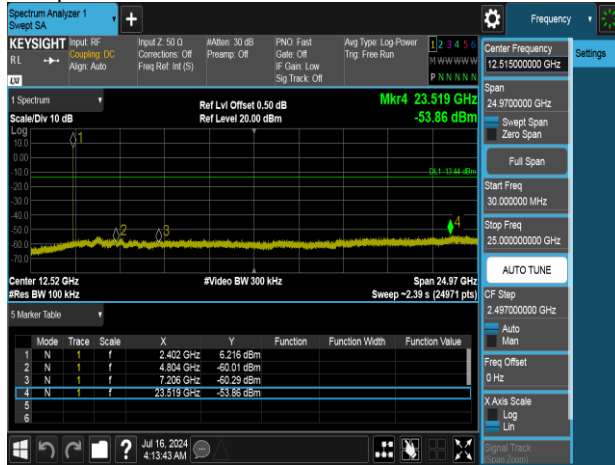 Spectrum Analyzer 1
Swept SA
Frequency
KEYSIGHT
RL
LXI
Input: RF
Coupling: DC
Align: Auto
Input Z: 50 Ω
Corrections: Off
Freq Ref: Int (S)
#Atten: 30 dB
Preamp: Off
PNO: Fast
Gate: Off
IF Gain: Low
Sig Track: Off
Avg Type: Log-Power
Trig: Free Run
1 2 3 4 5 6
M W W W W W
P N N N N N
1 Spectrum
Scale/Div 10 dB
Ref Lvl Offset 0.50 dB
Ref Level 20.00 dBm
Mkr4 23.519 GHz
-53.86 dBm
Log
10.0
0.00
-10.0
-20.0
-30.0
-40.0
-50.0
-60.0
-70.0
1
2
3
4
DL1 -13.44 dBm
Center 12.52 GHz
#Res BW 100 kHz
#Video BW 300 kHz
Span 24.97 GHz
Sweep ~2.39 s (24971 pts)
5 Marker Table
Mode Trace Scale X Y Function Function Width Function Value
1 N 1 f 2.402 GHz 6.216 dBm
2 N 1 f 4.804 GHz -60.01 dBm
3 N 1 f 7.206 GHz -60.29 dBm
4 N 1 f 23.519 GHz -53.86 dBm
5
6
Jul 16, 2024
4:13:43 AM
Center Frequency
12.515000000 GHz
Settings
Span
24.9700000 GHz
Swept Span
Zero Span
Full Span
Start Freq
30.000000 MHz
Stop Freq
25.000000000 GHz
AUTO TUNE
CF Step
2.497000000 GHz
Auto
Man
Freq Offset
0 Hz
X Axis Scale
Log
Lin
Signal Track
(Span Zoom)